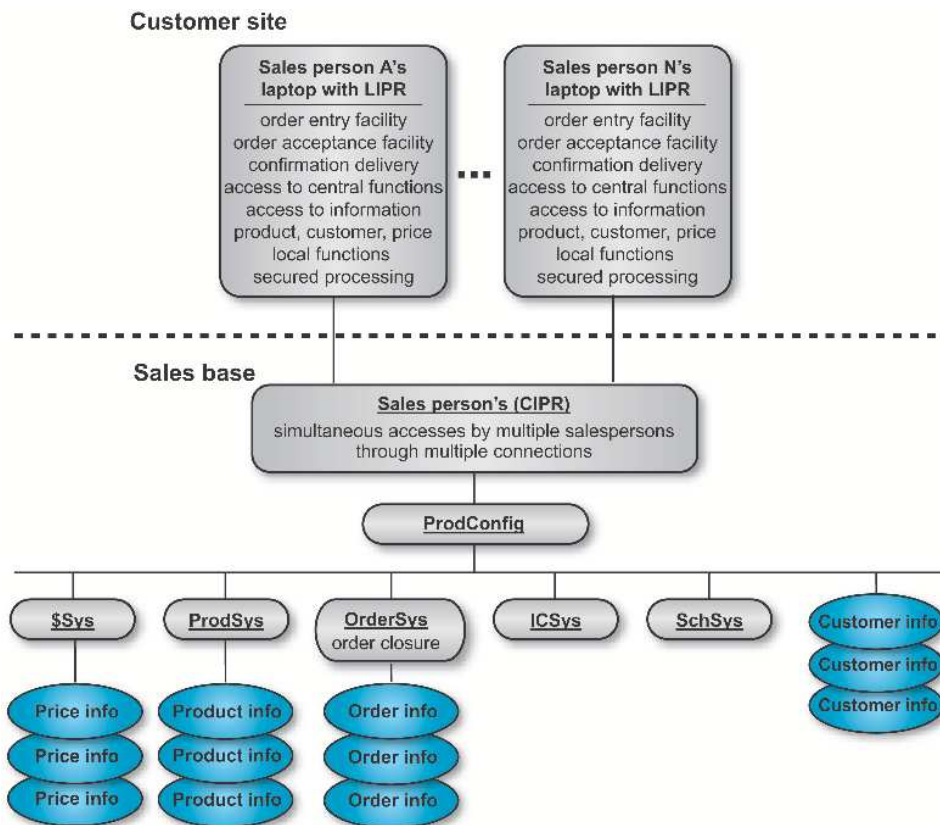 Customer site
Sales person A's
laptop with LIPR
order entry facility
order acceptance facility
confirmation delivery
access to central functions
access to information
product, customer, price
local functions
secured processing
Sales person N's
laptop with LIPR
order entry facility
order acceptance facility
confirmation delivery
access to central functions
access to information
product, customer, price
local functions
secured processing
Sales base
Sales person's (CIPR)
simultaneous accesses by multiple salespersons
through multiple connections
ProdConfig
$Sys
ProdSys
OrderSys
order closure
ICSys
SchSys
Customer info
Customer info
Customer info
Price info
Price info
Price info
Product info
Product info
Product info
Order info
Order info
Order info